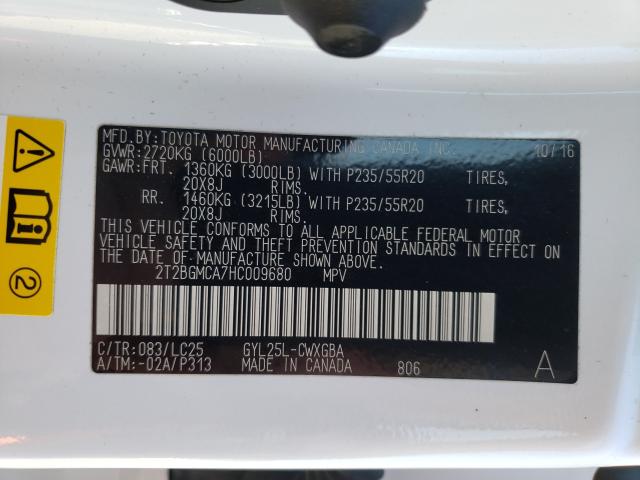 MFD.BY:TOYOTA MOTOR MANUFACTURING CANADA INC. 10/16
GVWR:2720KG (6000LB)
GAWR:FRT. 1360KG (3000LB) WITH P235/55R20 TIRES,
20X8J RIMS.
RR. 1460KG (3215LB) WITH P235/55R20 TIRES,
20X8J RIMS.
THIS VEHICLE CONFORMS TO ALL APPLICABLE FEDERAL MOTOR
VEHICLE SAFETY AND THEFT PREVENTION STANDARDS IN EFFECT ON
THE DATE OF MANUFACTURE SHOWN ABOVE.
2T2BGMCA7HC009680 MPV
C/TR:083/LC25 GYL25L-CWXGBA
A/TM:-02A/P313 MADE IN CANADA 806 A
2